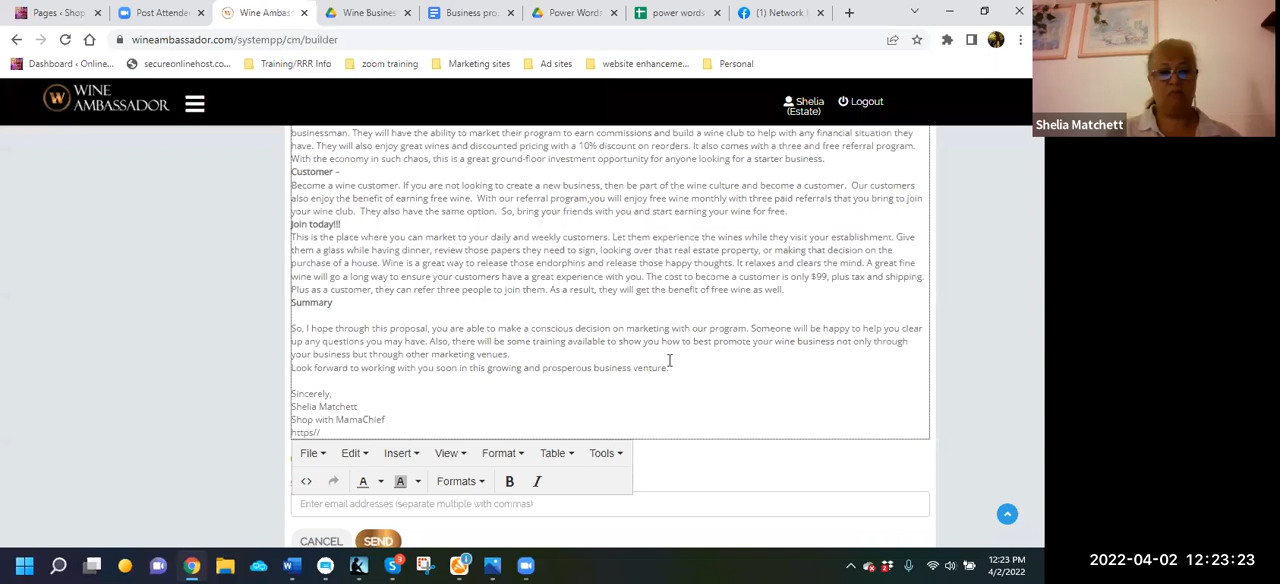 Pages ‹ Shop
Post Attende
Wine Ambas
Wine Busines
Business pro
Power Words
power words
(1) Network
wineambassador.com/systempp/cm/builder
Dashboard ‹ Online...
secureonlinehost.co...
Training/RRR Info
zoom training
Marketing sites
Ad sites
website enhanceme...
Personal
WINE
AMBASSADOR
Shelia
(Estate)
Logout
Shelia Matchett
businessman. They will have the ability to market their program to earn commissions and build a wine club to help with any financial situation they
have. They will also enjoy great wines and discounted pricing with a 10% discount on reorders. It also comes with a three and free referral program.
With the economy in such chaos, this is a great ground-floor investment opportunity for anyone looking for a starter business.
Customer –
Become a wine customer. If you are not looking to create a new business, then be part of the wine culture and become a customer. Our customers
also enjoy the benefit of earning free wine. With our referral program,you will enjoy free wine monthly with three paid referrals that you bring to join
your wine club. They also have the same option. So, bring your friends with you and start earning your wine for free.
Join today!!!
This is the place where you can market to your daily and weekly customers. Let them experience the wines while they visit your establishment. Give
them a glass while having dinner, review those papers they need to sign, looking over that real estate property, or making that decision on the
purchase of a house. Wine is a great way to release those endorphins and release those happy thoughts. It relaxes and clears the mind. A great fine
wine will go a long way to ensure your customers have a great experience with you. The cost to become a customer is only $99, plus tax and shipping.
Plus as a customer, they can refer three people to join them. As a result, they will get the benefit of free wine as well.
Summary
So, I hope through this proposal, you are able to make a conscious decision on marketing with our program. Someone will be happy to help you clear
up any questions you may have. Also, there will be some training available to show you how to best promote your wine business not only through
your business but through other marketing venues.
Look forward to working with you soon in this growing and prosperous business venture.
Sincerely,
Shelia Matchett
Shop with MamaChief
https//
File
Edit
Insert
View
Format
Table
Tools
A
A
Formats
B
I
Enter email addresses (separate multiple with commas)
CANCEL
SEND
12:23 PM
4/2/2022
2022-04-02 12:23:23